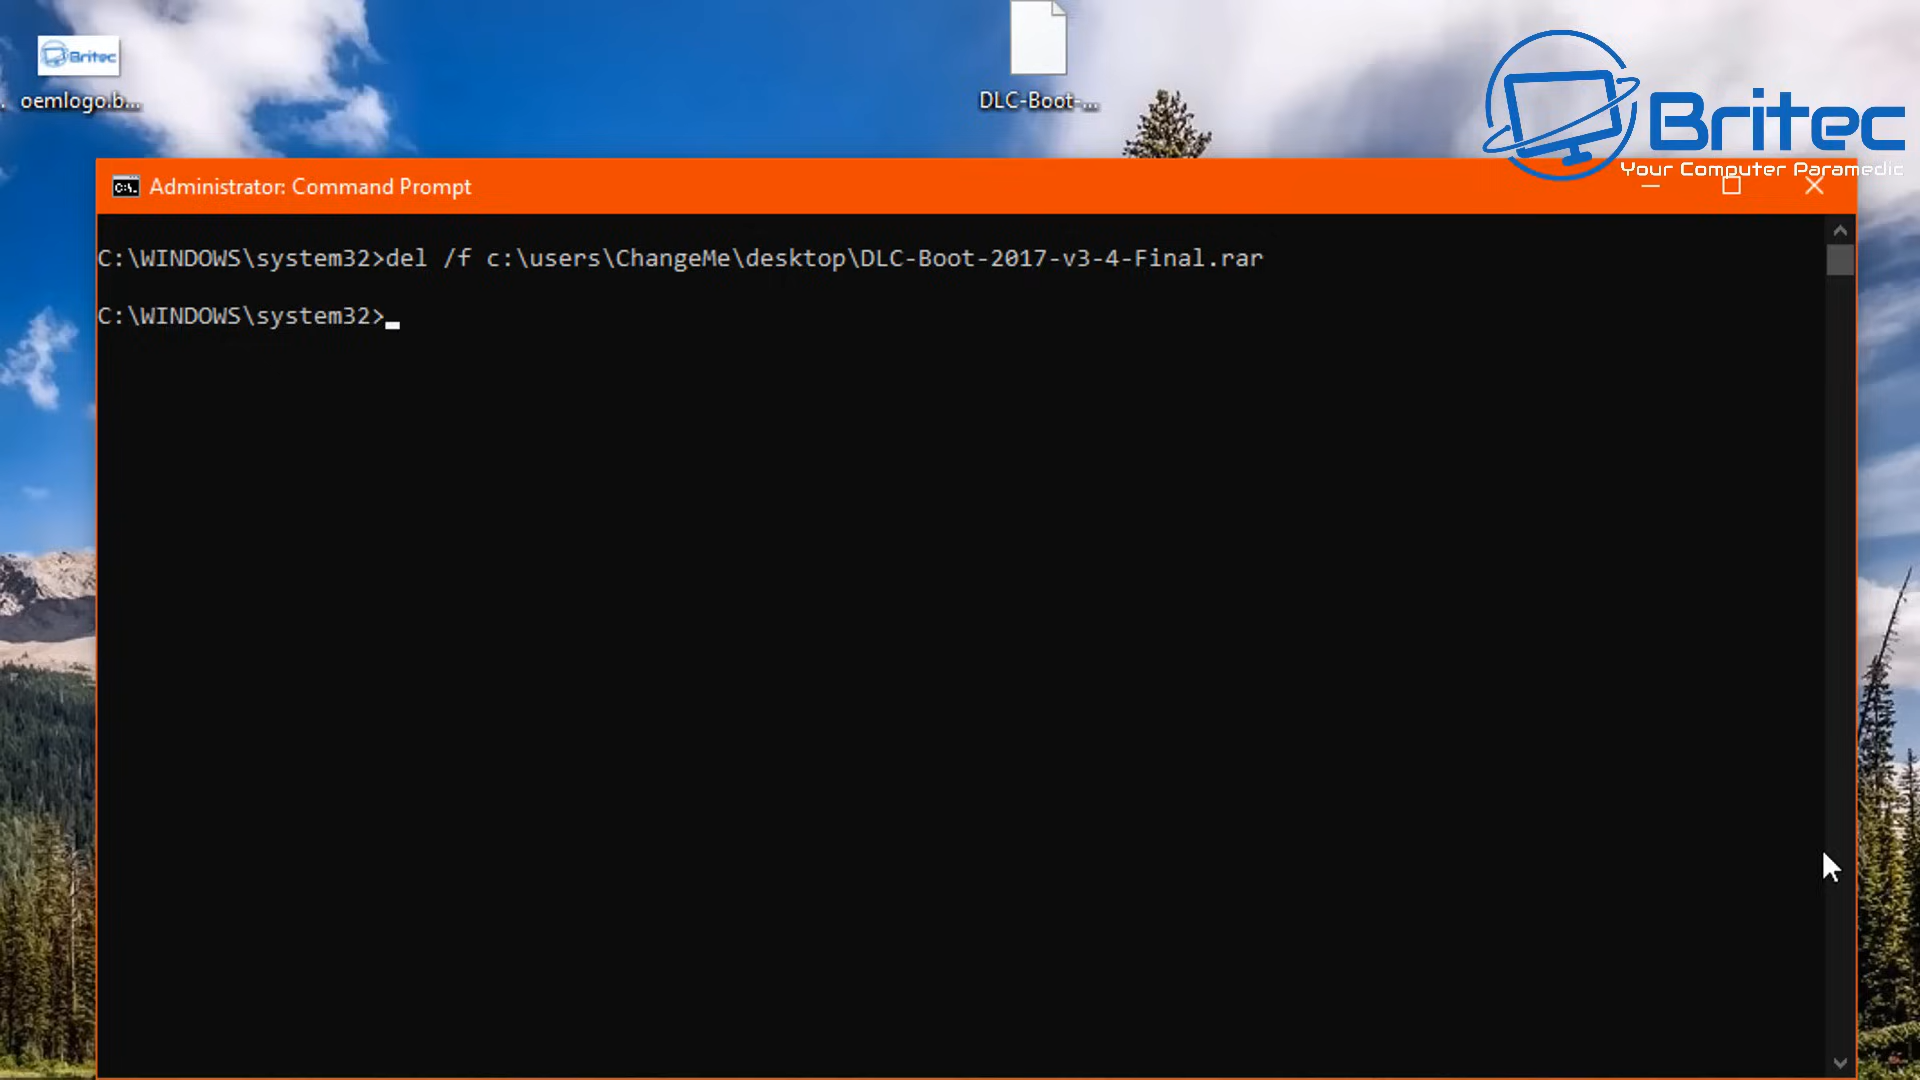 Britec
oemlogo.b...
DLC-Boot-...
Britec
Your Computer Paramedic
Administrator: Command Prompt
C:\WINDOWS\system32>del /f c:\users\ChangeMe\desktop\DLC-Boot-2017-v3-4-Final.rar
C:\WINDOWS\system32>